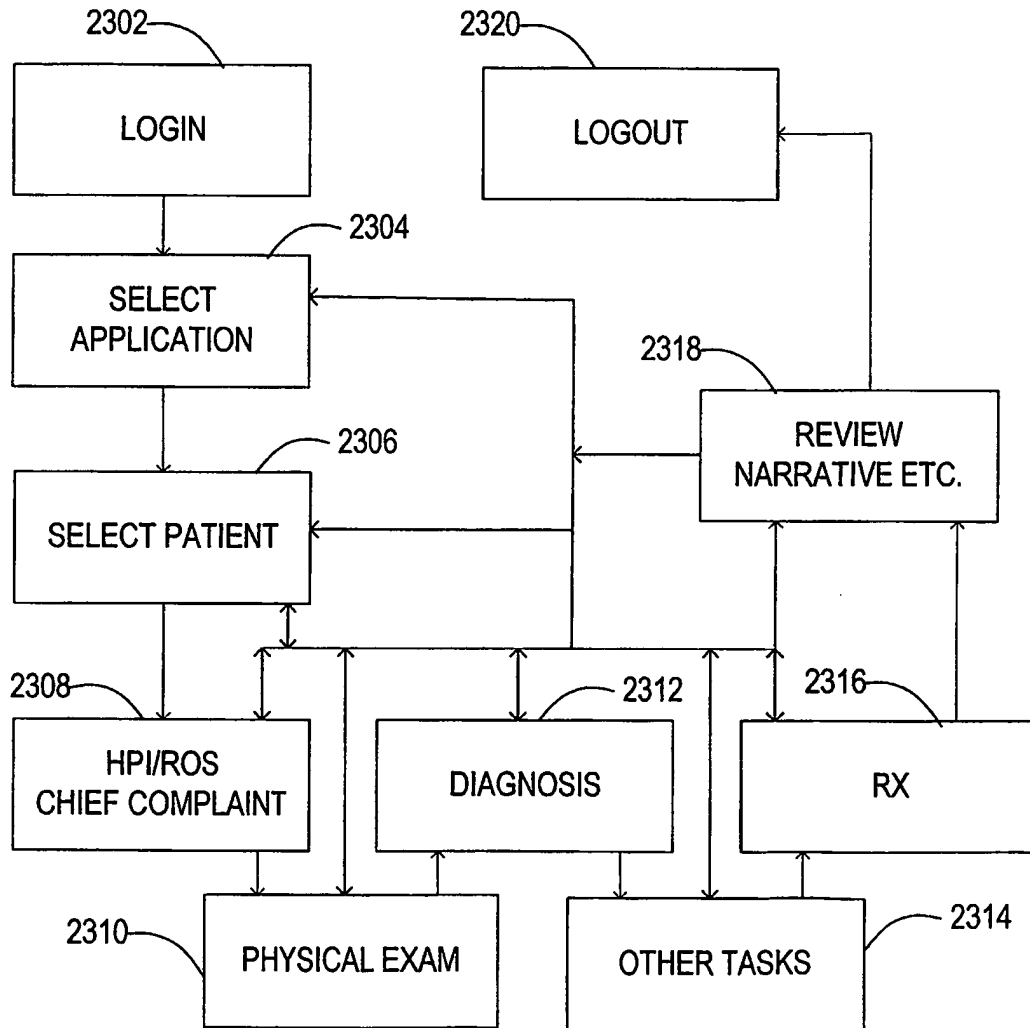 2302
LOGIN
2320
LOGOUT
2304
SELECT
APPLICATION
2318
REVIEW
NARRATIVE ETC.
2306
SELECT PATIENT
2308
HPI/ROS
CHIEF COMPLAINT
2312
DIAGNOSIS
2316
RX
2310
PHYSICAL EXAM
2314
OTHER TASKS